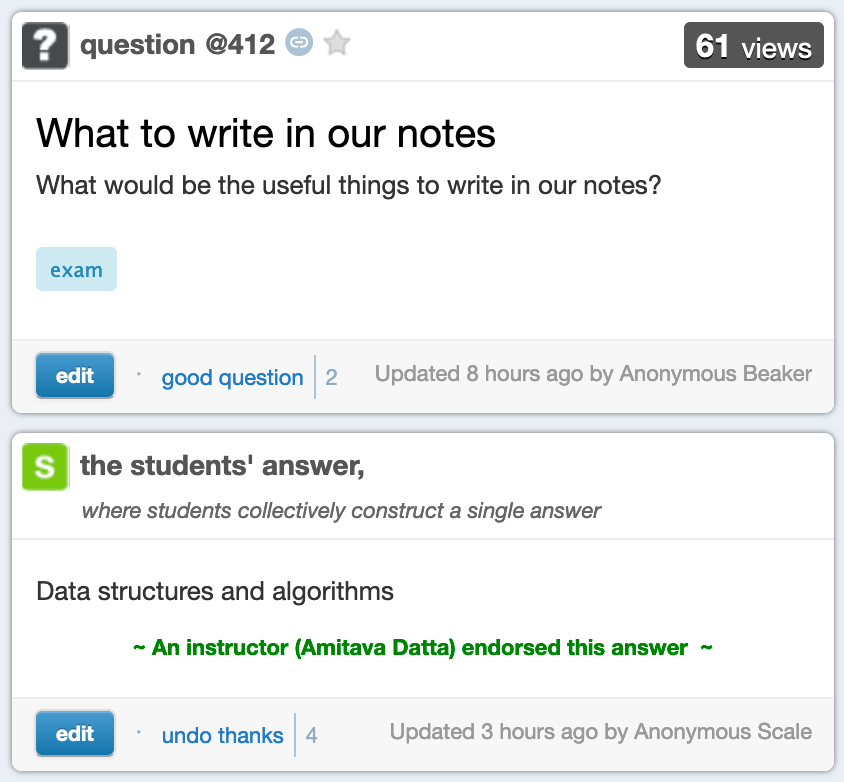 ? question @412 61 views
What to write in our notes
What would be the useful things to write in our notes?
exam
edit · good question 2 Updated 8 hours ago by Anonymous Beaker
S the students' answer,
where students collectively construct a single answer
Data structures and algorithms
~ An instructor (Amitava Datta) endorsed this answer ~
edit · undo thanks 4 Updated 3 hours ago by Anonymous Scale